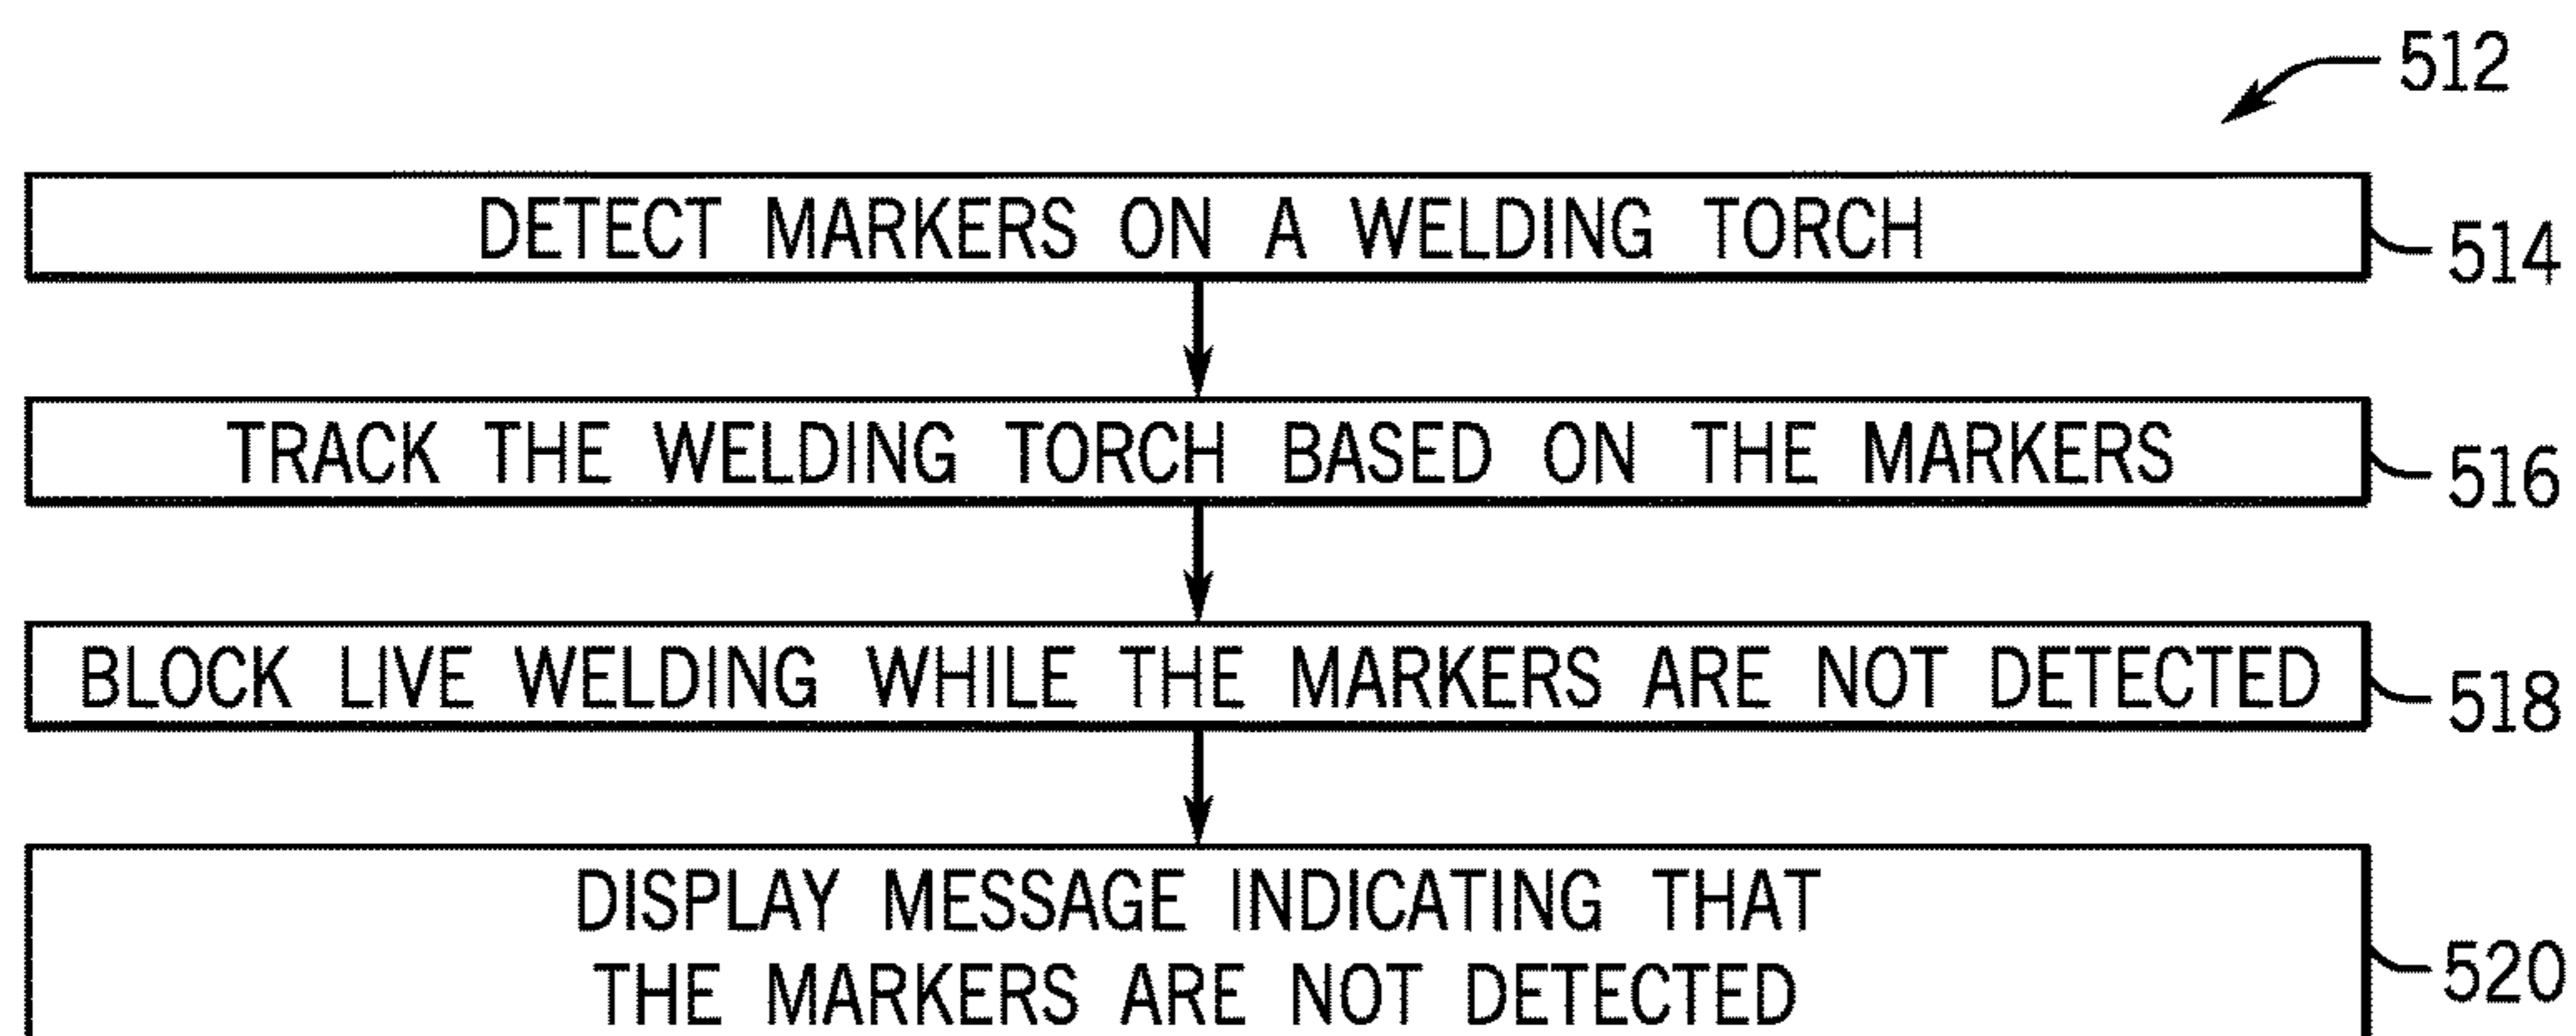 512
DETECT MARKERS ON A WELDING TORCH
514
TRACK THE WELDING TORCH BASED ON THE MARKERS
516
BLOCK LIVE WELDING WHILE THE MARKERS ARE NOT DETECTED
518
DISPLAY MESSAGE INDICATING THAT
THE MARKERS ARE NOT DETECTED
520